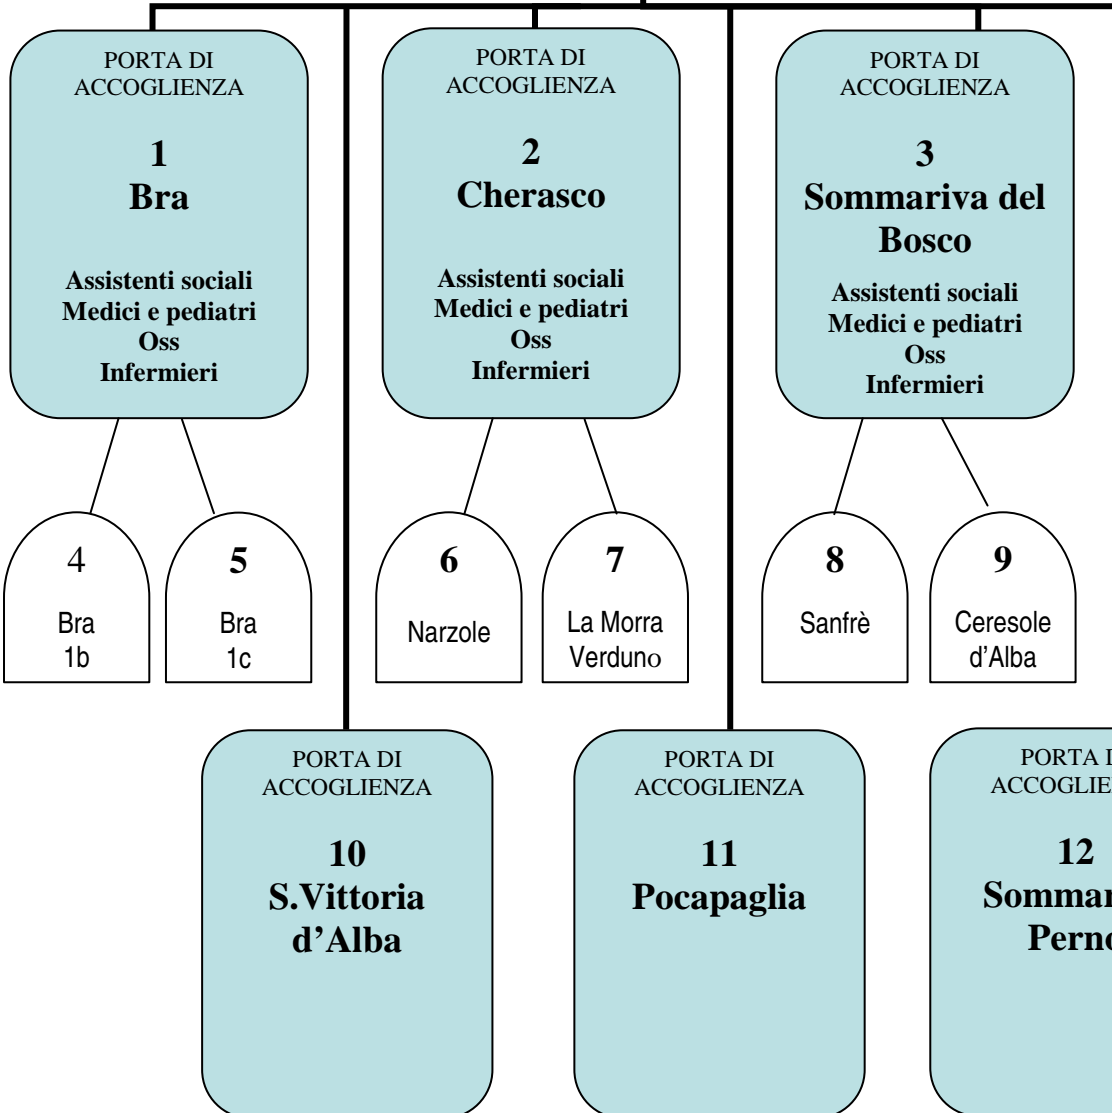 PORTA DI
ACCOGLIENZA
1
Bra
Assistenti sociali
Medici e pediatri
Oss
Infermieri
PORTA DI
ACCOGLIENZA
2
Cherasco
Assistenti sociali
Medici e pediatri
Oss
Infermieri
PORTA DI
ACCOGLIENZA
3
Sommariva del
Bosco
Assistenti sociali
Medici e pediatri
Oss
Infermieri
4
Bra
1b
5
Bra
1c
6
Narzole
7
La Morra
Verduno
8
Sanfrè
9
Ceresole
d’Alba
PORTA DI
ACCOGLIENZA
10
S.Vittoria
d’Alba
PORTA DI
ACCOGLIENZA
11
Pocapaglia
PORTA
12